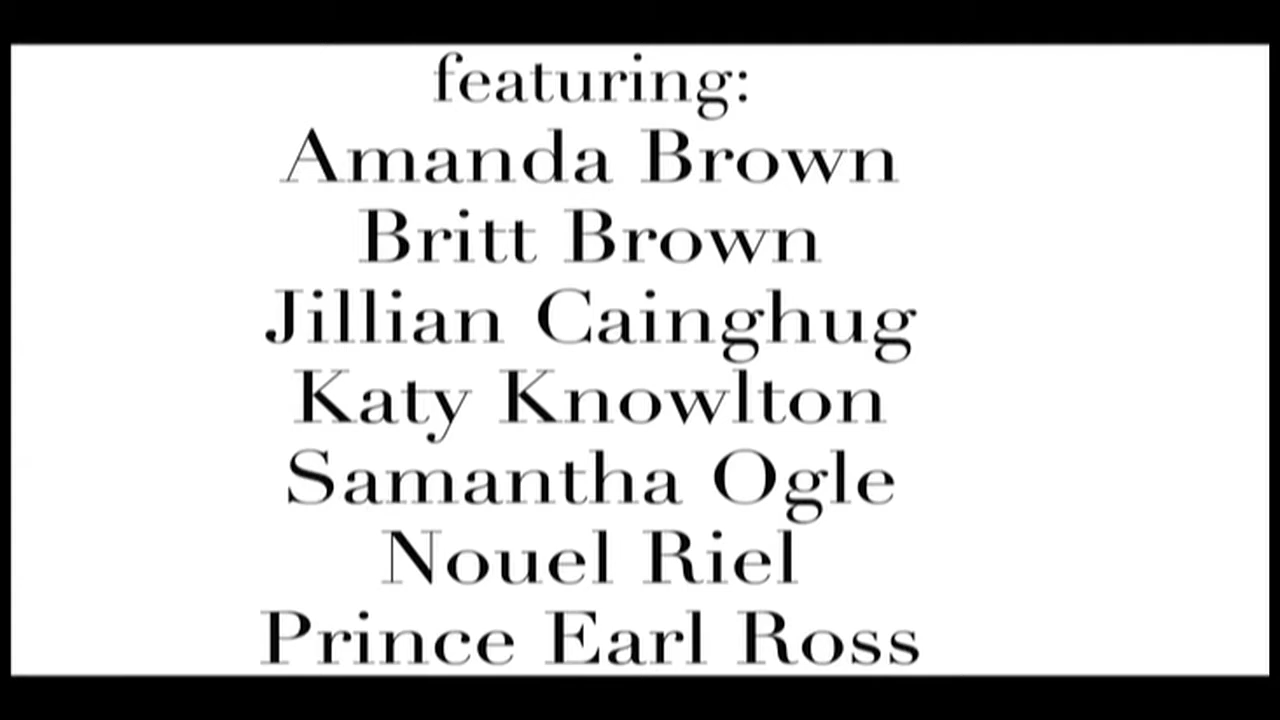 featuring:
Amanda Brown
Britt Brown
Jillian Cainghug
Katy Knowlton
Samantha Ogle
Nouel Riel
Prince Earl Ross